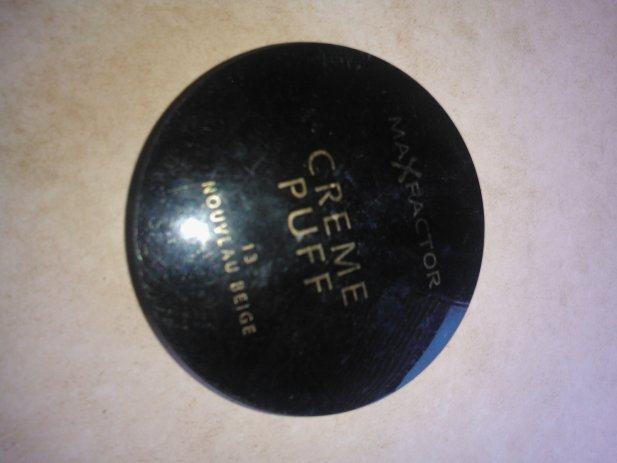 MAXFACTOR
CREME
PUFF
13
NOUVEAU BEIGE